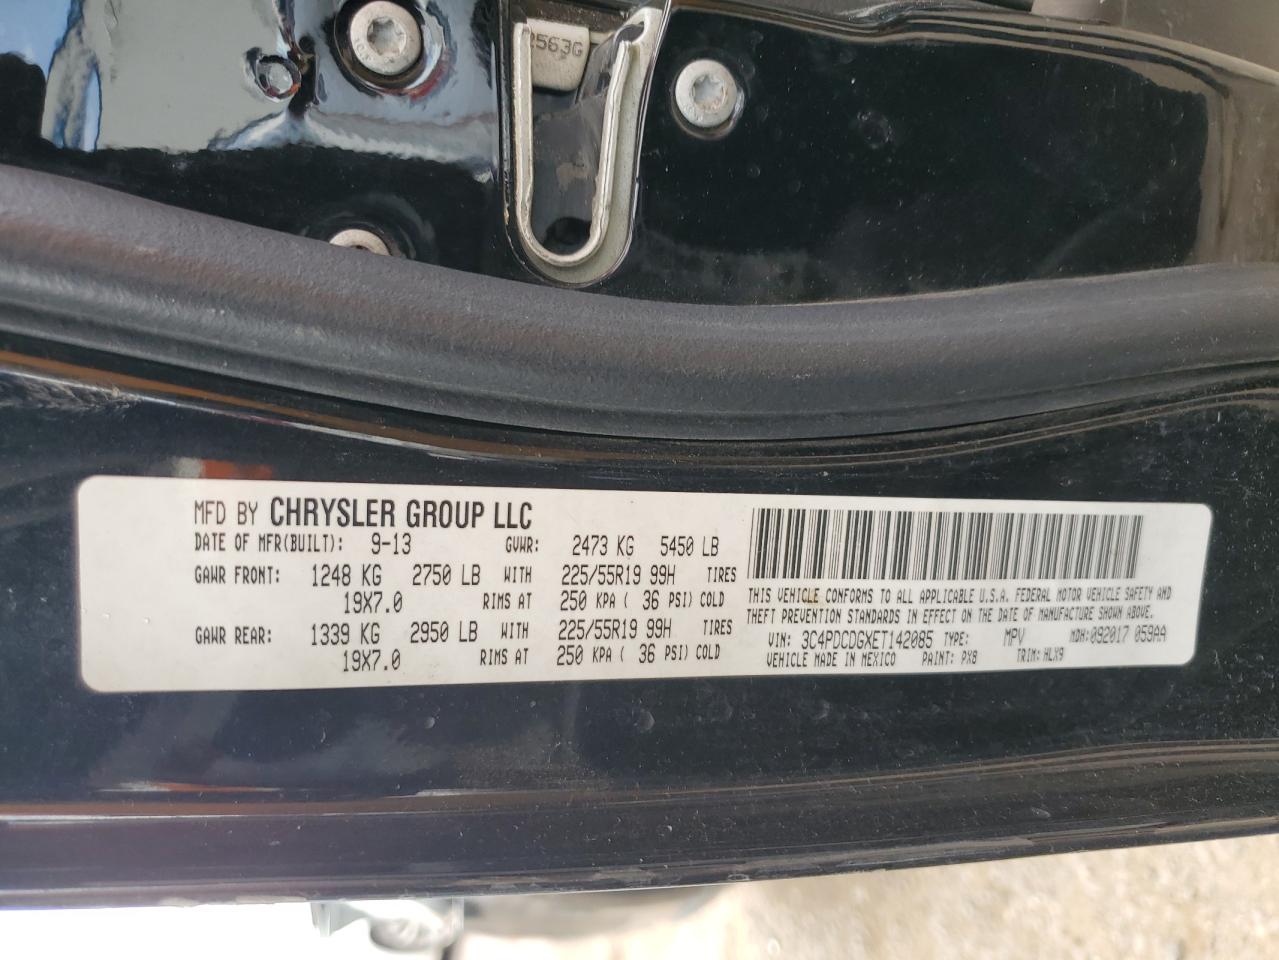 2563G
MFD BY CHRYSLER GROUP LLC
DATE OF MFR(BUILT): 9-13 GVWR: 2473 KG 5450 LB
GAWR FRONT: 1248 KG 2750 LB WITH 225/55R19 99H TIRES
19X7.0 RIMS AT 250 KPA ( 36 PSI) COLD
GAWR REAR: 1339 KG 2950 LB WITH 225/55R19 99H TIRES
19X7.0 RIMS AT 250 KPA ( 36 PSI) COLD
THIS VEHICLE CONFORMS TO ALL APPLICABLE U.S.A. FEDERAL MOTOR VEHICLE SAFETY AND
THEFT PREVENTION STANDARDS IN EFFECT ON THE DATE OF MANUFACTURE SHOWN ABOVE.
VIN: 3C4PDCDGXET142085 TYPE: MPV MDH:092017 059AA
VEHICLE MADE IN MEXICO PAINT: PX8 TRIM: HLX9